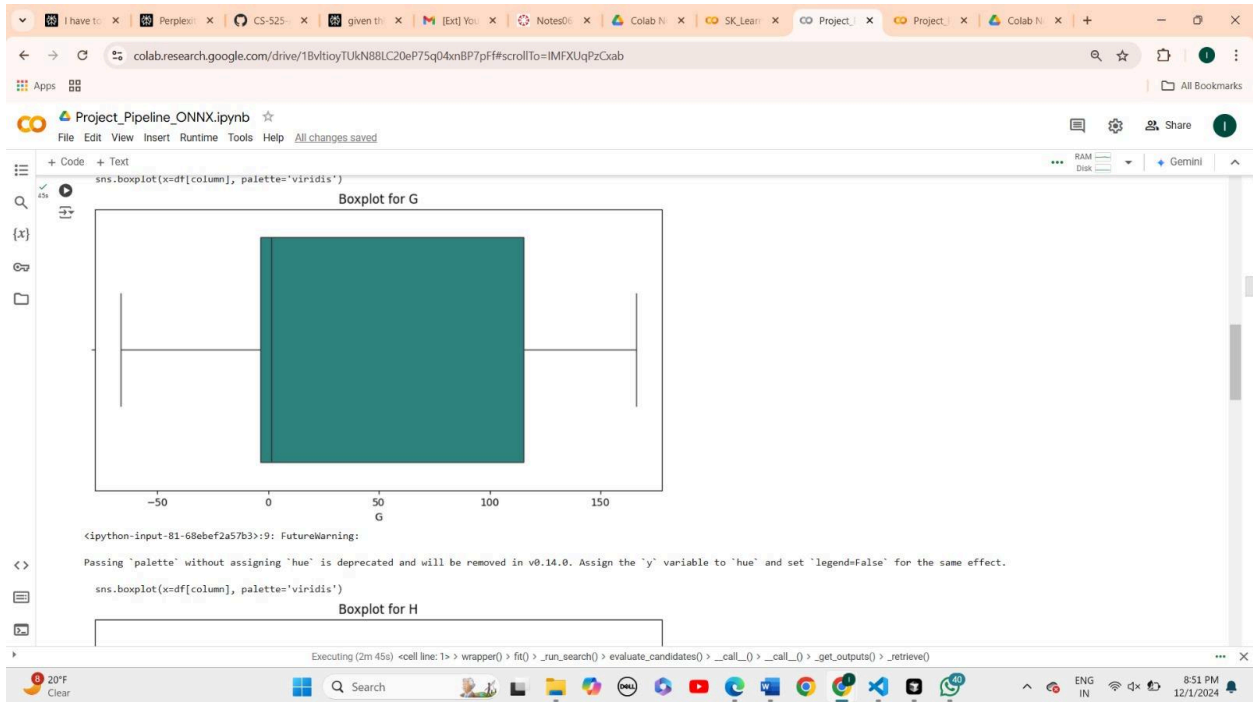 I have to
Perplexit
CS-525-
given th
[Ext] You
Notes06
Colab N
SK_Lear
Project_
Project_
Colab N
colab.research.google.com/drive/1BvltioyTUkN88LC20eP75q04xnBP7pFf#scrollTo=IMFXUqPzCxab
Apps
All Bookmarks
CO Project_Pipeline_ONNX.ipynb
File Edit View Insert Runtime Tools Help All changes saved
Share
I
+ Code + Text
RAM
Disk
Gemini
45s
sns.boxplot(x=df[column], palette='viridis')
Boxplot for G
{x}
−50 0 50 100 150
G
<ipython-input-81-68ebef2a57b3>:9: FutureWarning:
Passing `palette` without assigning `hue` is deprecated and will be removed in v0.14.0. Assign the `y` variable to `hue` and set `legend=False` for the same effect.
sns.boxplot(x=df[column], palette='viridis')
Boxplot for H
Executing (2m 45s) <cell line: 1> > wrapper() > fit() > _run_search() > evaluate_candidates() > __call__() > __call__() > _get_outputs() > _retrieve()
8
20°F
Clear
Search
DELL
40
ENG
IN
8:51 PM
12/1/2024